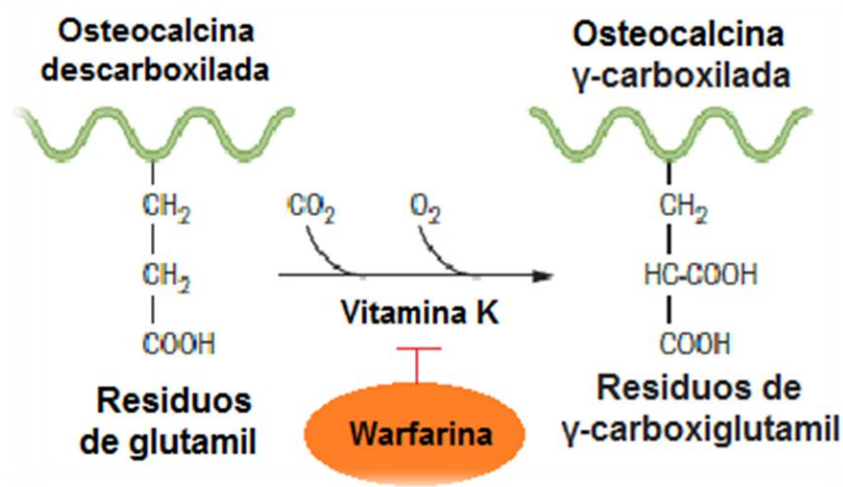 Osteocalcina
descarboxilada
Osteocalcina
γ-carboxilada
CH₂
CH₂
COOH
CO₂
O₂
Vitamina K
Warfarina
CH₂
HC-COOH
COOH
Residuos
de glutamil
Residuos de
γ-carboxiglutamil